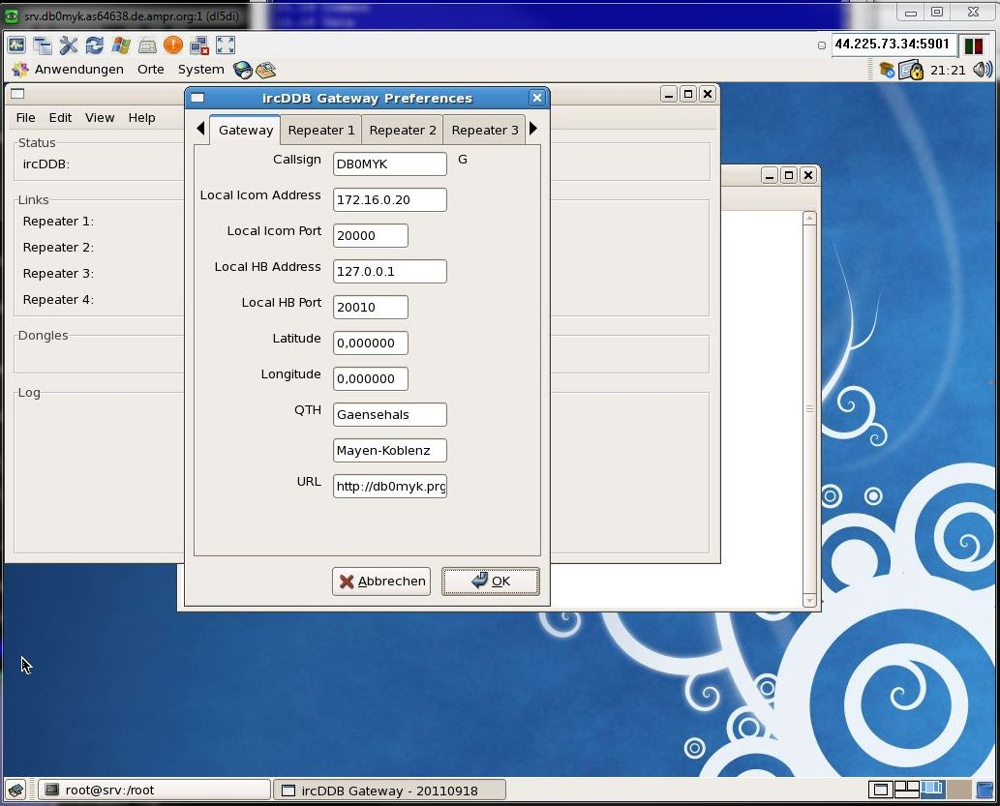 srv.db0myk.as64638.de.ampr.org:1 (dl5di)
44.225.73.34:5901
Anwendungen Orte System
21:21
ircDDB Gateway Preferences
File Edit View Help
Gateway Repeater 1 Repeater 2 Repeater 3
Status
ircDDB:
Links
Repeater 1:
Repeater 2:
Repeater 3:
Repeater 4:
Dongles
Log
Callsign DB0MYK G
Local Icom Address 172.16.0.20
Local Icom Port 20000
Local HB Address 127.0.0.1
Local HB Port 20010
Latitude 0,000000
Longitude 0,000000
QTH Gaensehals
Mayen-Koblenz
URL http://db0myk.prg
Abbrechen OK
root@srv:/root
ircDDB Gateway - 20110918